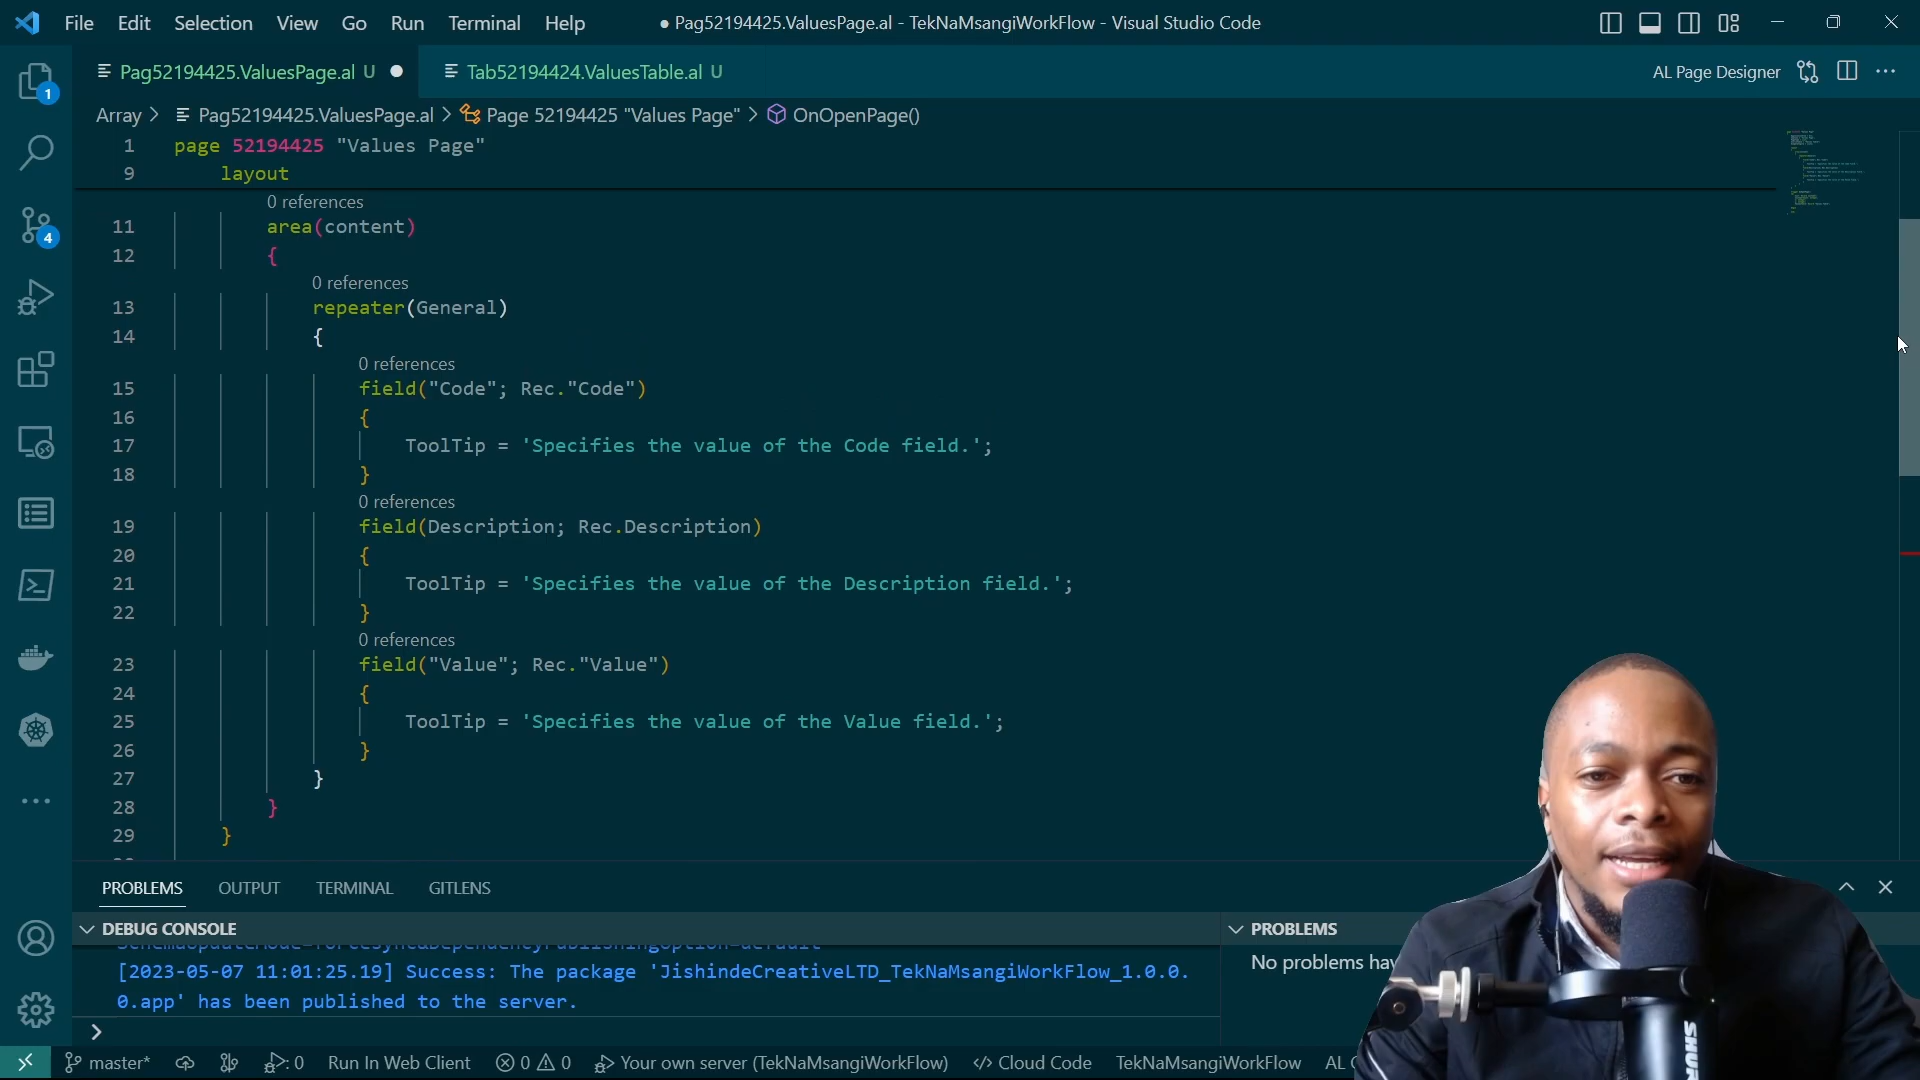 File Edit Selection View Go Run Terminal Help
● Pag52194425.ValuesPage.al - TekNaMsangiWorkFlow - Visual Studio Code
Pag52194425.ValuesPage.al U ●
Tab52194424.ValuesTable.al U
AL Page Designer
Array > Pag52194425.ValuesPage.al > Page 52194425 "Values Page" > OnOpenPage()
1 page 52194425 "Values Page"
9 layout
0 references
11 area(content)
12 {
0 references
13 repeater(General)
14 {
0 references
15 field("Code"; Rec."Code")
16 {
17 ToolTip = 'Specifies the value of the Code field.';
18 }
0 references
19 field(Description; Rec.Description)
20 {
21 ToolTip = 'Specifies the value of the Description field.';
22 }
0 references
23 field("Value"; Rec."Value")
24 {
25 ToolTip = 'Specifies the value of the Value field.';
26 }
27 }
28 }
29 }
1
4
PROBLEMS OUTPUT TERMINAL GITLENS
DEBUG CONSOLE
[2023-05-07 11:01:25.19] Success: The package 'JishindeCreativeLTD_TekNaMsangiWorkFlow_1.0.0.
0.app' has been published to the server.
>
PROBLEMS
No problems hav
master* 0 Run In Web Client 0 0 Your own server (TekNaMsangiWorkFlow) Cloud Code TekNaMsangiWorkFlow AL
SHURE